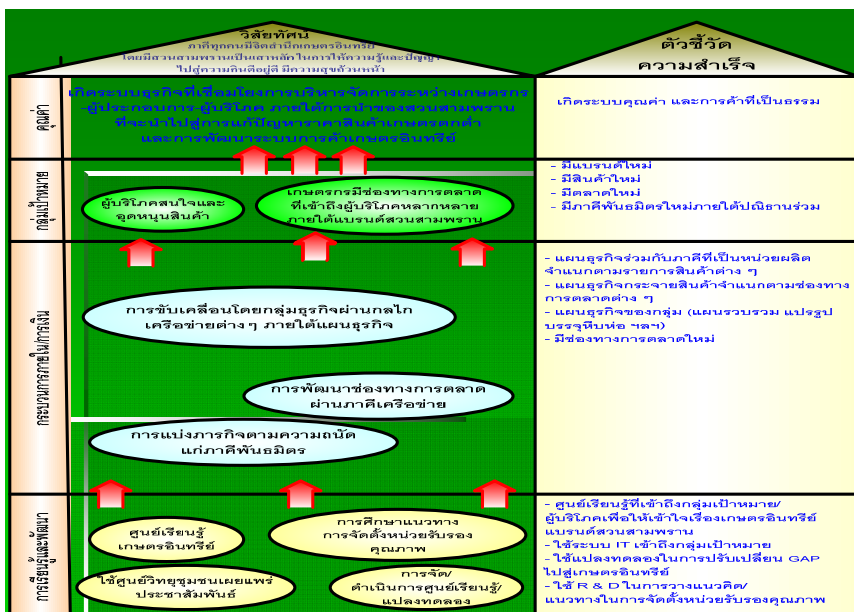 วิสัยทัศน์
ภาคีทุกคนมีจิตสำนึกเกษตรอินทรีย์
โดยมีสวนสามพรานเป็นเสาหลักในการให้ความรู้และปัญญา
ไปสู่ความกินดีอยู่ดี มีความสุขถ้วนหน้า
ตัวชี้วัด
ความสำเร็จ
คุณค่า
เกิดระบบธุรกิจที่เชื่อมโยงการบริหารจัดการระหว่างเกษตรกร
-ผู้ประกอบการ-ผู้บริโภค ภายใต้การนำของสวนสามพราน
ที่จะนำไปสู่การแก้ปัญหาราคาสินค้าเกษตรตกต่ำ
และการพัฒนาระบบการค้าเกษตรอินทรีย์
เกิดระบบคุณค่า และการค้าที่เป็นธรรม
กลุ่มเป้าหมาย
ผู้บริโภคสนใจและ
อุดหนุนสินค้า
เกษตรกรมีช่องทางการตลาด
ที่เข้าถึงผู้บริโภคหลากหลาย
ภายใต้แบรนด์สวนสามพราน
- มีแบรนด์ใหม่
- มีสินค้าใหม่
- มีตลาดใหม่
- มีภาคีพันธมิตรใหม่ภายใต้ปณิธานร่วม
กระบวนการภายใน/การเงิน
การขับเคลื่อนโดยกลุ่มธุรกิจผ่านกลไก
เครือข่ายต่างๆ ภายใต้แผนธุรกิจ
การพัฒนาช่องทางการตลาด
ผ่านภาคีเครือข่าย
การแบ่งภารกิจตามความถนัด
แก่ภาคีพันธมิตร
- แผนธุรกิจร่วมกับภาคีที่เป็นหน่วยผลิต
จำแนกตามรายการสินค้าต่าง ๆ
- แผนธุรกิจกระจายสินค้าจำแนกตามช่องทาง
การตลาดต่าง ๆ
- แผนธุรกิจของกลุ่ม (แผนรวบรวม แปรรูป
บรรจุหีบห่อ ฯลฯ)
- มีช่องทางการตลาดใหม่
การเรียนรู้และพัฒนา
ศูนย์เรียนรู้
เกษตรอินทรีย์
การศึกษาแนวทาง
การจัดตั้งหน่วยรับรอง
คุณภาพ
ใช้ศูนย์วิทยุชุมชนเผยแพร่
ประชาสัมพันธ์
การจัด/
ดำเนินการศูนย์เรียนรู้/
แปลงทดลอง
- ศูนย์เรียนรู้ที่เข้าถึงกลุ่มเป้าหมาย/
ผู้บริโภคเพื่อให้เข้าใจเรื่องเกษตรอินทรีย์
แบรนด์สวนสามพราน
- ใช้ระบบ IT เข้าถึงกลุ่มเป้าหมาย
- ใช้แปลงทดลองในการปรับเปลี่ยน GAP
ไปสู่เกษตรอินทรีย์
- ใช้ R & D ในการวางแนวคิด/
แนวทางในการจัดตั้งหน่วยรับรองคุณภาพ